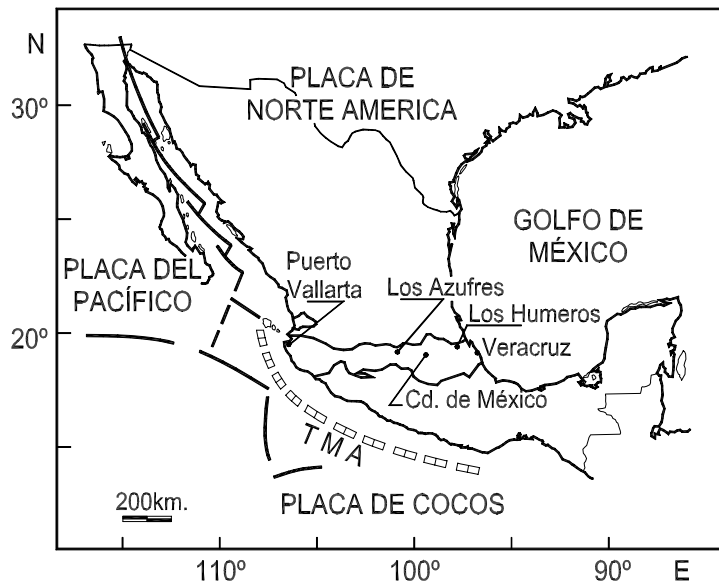 N
PLACA DE
NORTE AMERICA
30º
GOLFO DE
MÉXICO
PLACA DEL
PACÍFICO
Puerto
Vallarta
Los Azufres
Los Humeros
20º
Veracruz
Cd. de México
TMA
PLACA DE COCOS
200km.
110º
100º
90º
E